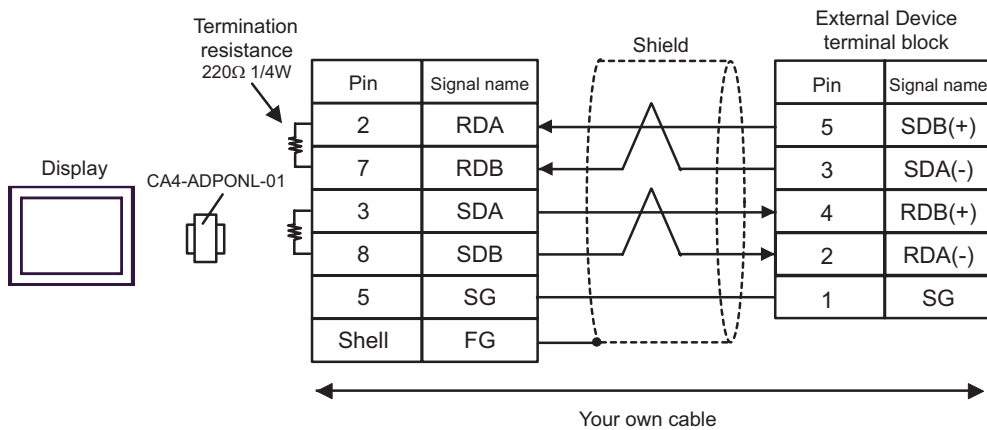 Termination
resistance
220Ω 1/4W
Display
CA4-ADPONL-01
Pin Signal name
2 RDA
7 RDB
3 SDA
8 SDB
5 SG
Shell FG
Shield
External Device
terminal block
Pin Signal name
5 SDB(+)
3 SDA(-)
4 RDB(+)
2 RDA(-)
1 SG
Your own cable